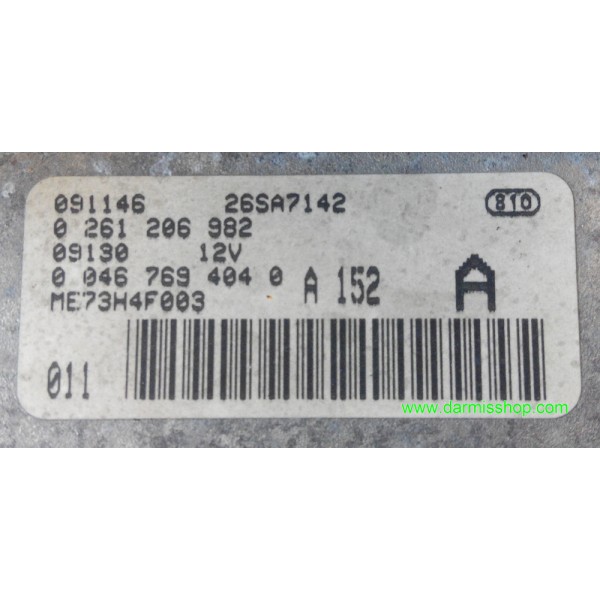 091146 26SA7142 810
0 261 206 982
09130 12V
0 046 769 404 0 A 152 A
ME73H4F003
011
www.darmisshop.com